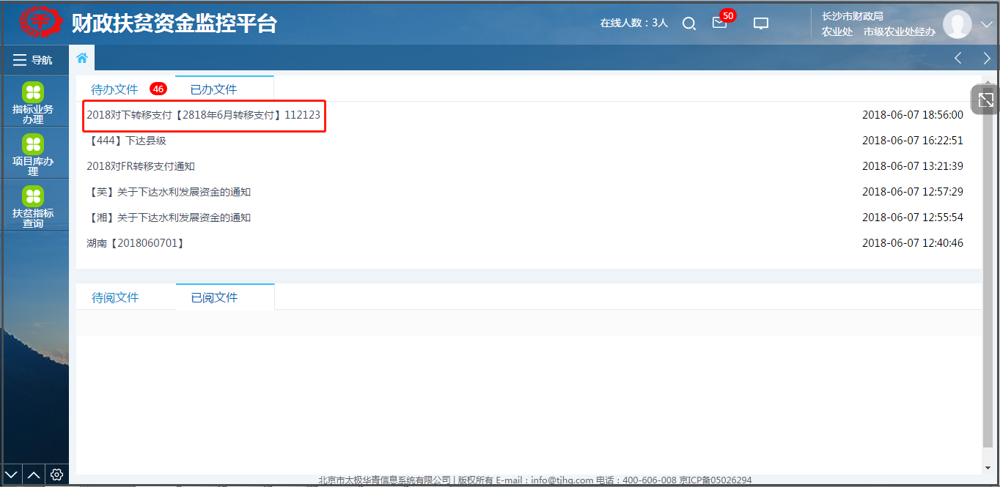 财政扶贫资金监控平台
在线人数：3人
50
长沙市财政局
农业处 市级农业处经办
导航
指标业务
办理
项目库办
理
扶贫指标
查询
待办文件 46 已办文件
2018对下转移支付【2818年6月转移支付】112123 2018-06-07 18:56:00
【444】下达县级 2018-06-07 16:22:51
2018对FR转移支付通知 2018-06-07 13:21:39
【芙】关于下达水利发展资金的通知 2018-06-07 12:57:29
【湘】关于下达水利发展资金的通知 2018-06-07 12:55:54
湖南【2018060701】 2018-06-07 12:40:46
待阅文件 已阅文件
北京市太极华青信息系统有限公司 | 版权所有 E-mail：info@tjhq.com 电话：400-606-008 京ICP备05026294